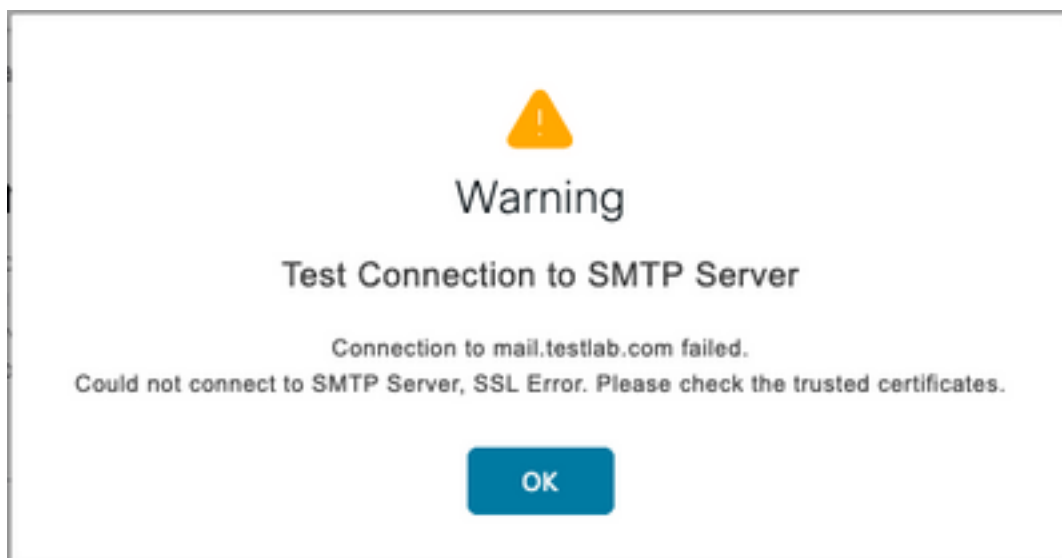 Warning
Test Connection to SMTP Server
Connection to mail.testlab.com failed.
Could not connect to SMTP Server, SSL Error. Please check the trusted certificates.
OK